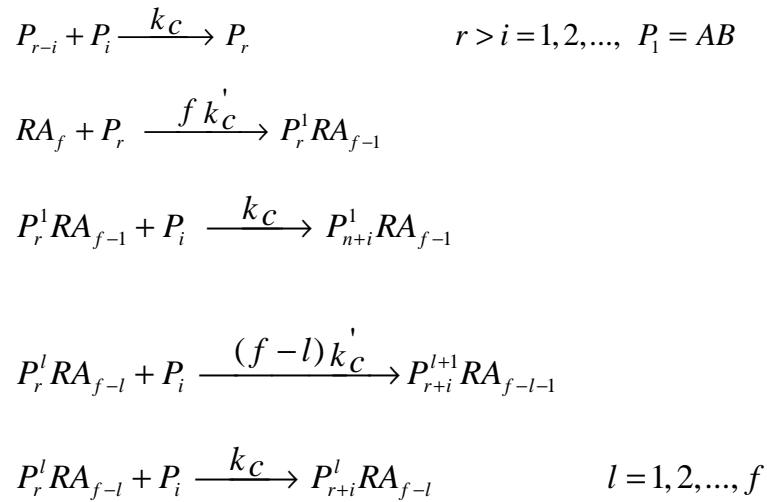 P_{r-i} + P_i \xrightarrow{k_c} P_r    r > i = 1, 2, ..., P_1 = AB
RA_f + P_r \xrightarrow{f k_c^'} P_r^1 RA_{f-1}
P_r^1 RA_{f-1} + P_i \xrightarrow{k_c} P_{n+i}^1 RA_{f-1}
P_r^l RA_{f-l} + P_i \xrightarrow{(f-l) k_c^'} P_{r+i}^{l+1} RA_{f-l-1}
P_r^l RA_{f-l} + P_i \xrightarrow{k_c} P_{r+i}^l RA_{f-l}    l = 1, 2, ..., f